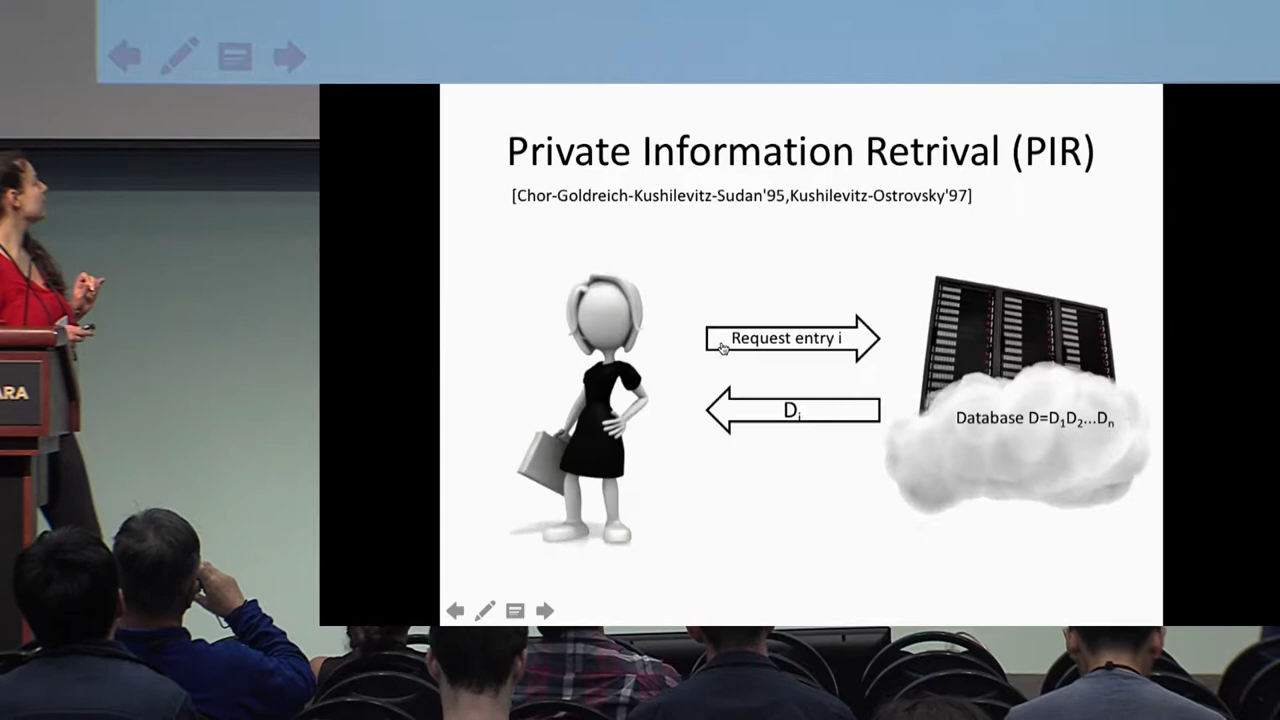 Private Information Retrival (PIR)
[Chor-Goldreich-Kushilevitz-Sudan'95,Kushilevitz-Ostrovsky'97]
Request entry i
Di
Database D=D1D2...Dn
ARA